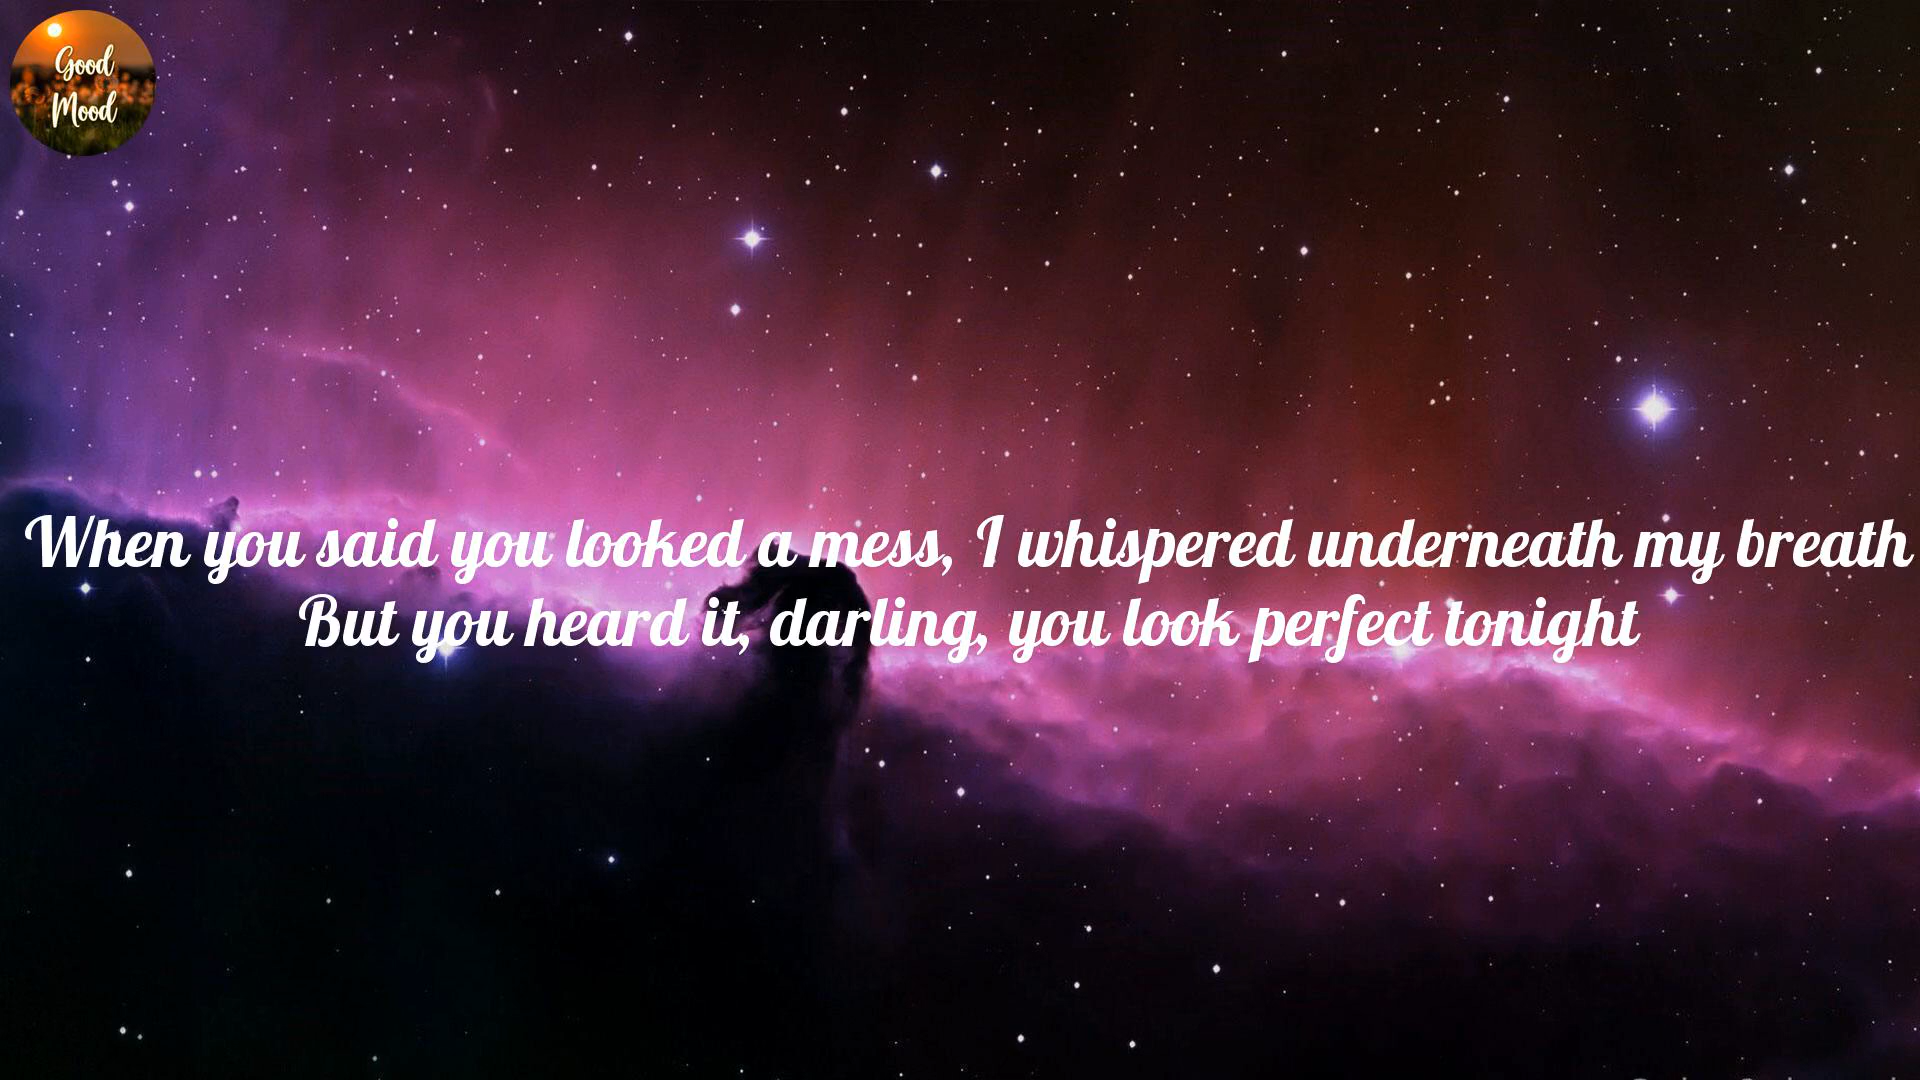 Good
Mood
When you said you looked a mess, I whispered underneath my breath
But you heard it, darling, you look perfect tonight